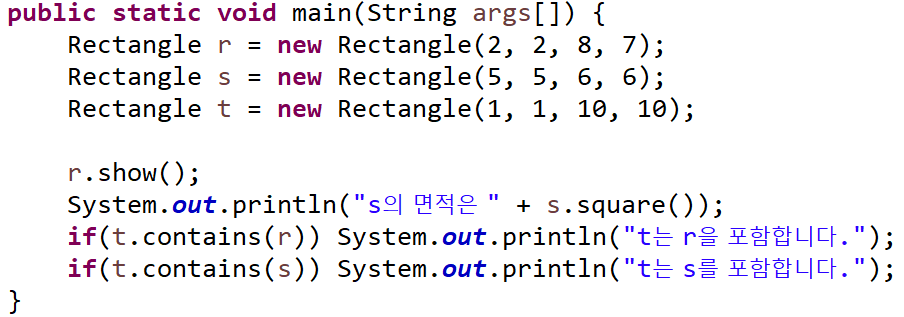 public static void main(String args[]) {
    Rectangle r = new Rectangle(2, 2, 8, 7);
    Rectangle s = new Rectangle(5, 5, 6, 6);
    Rectangle t = new Rectangle(1, 1, 10, 10);

    r.show();
    System.out.println("s의 면적은 " + s.square());
    if(t.contains(r)) System.out.println("t는 r을 포함합니다.");
    if(t.contains(s)) System.out.println("t는 s를 포함합니다.");
}